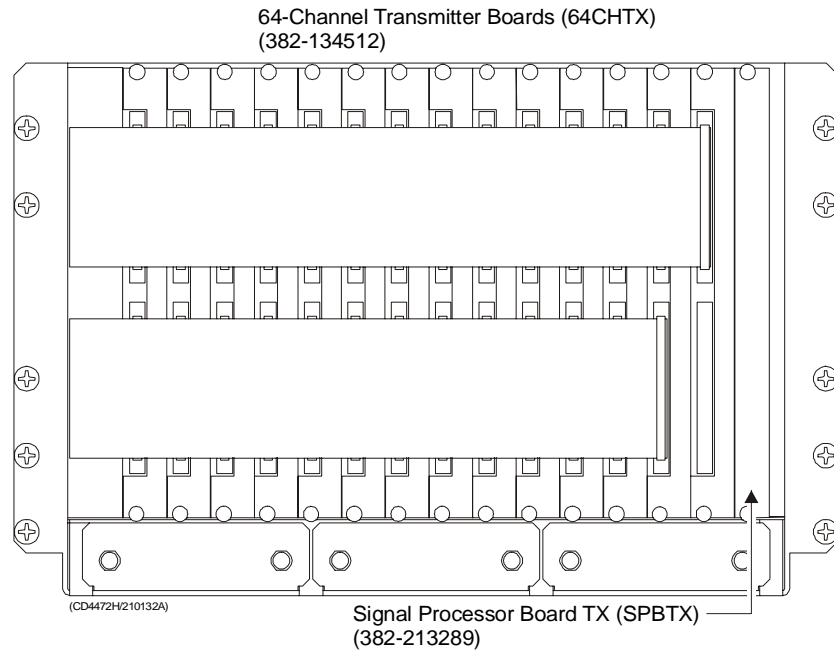 64-Channel Transmitter Boards (64CHTX)
(382-134512)
(CD4472H/210132A)
Signal Processor Board TX (SPBTX)
(382-213289)